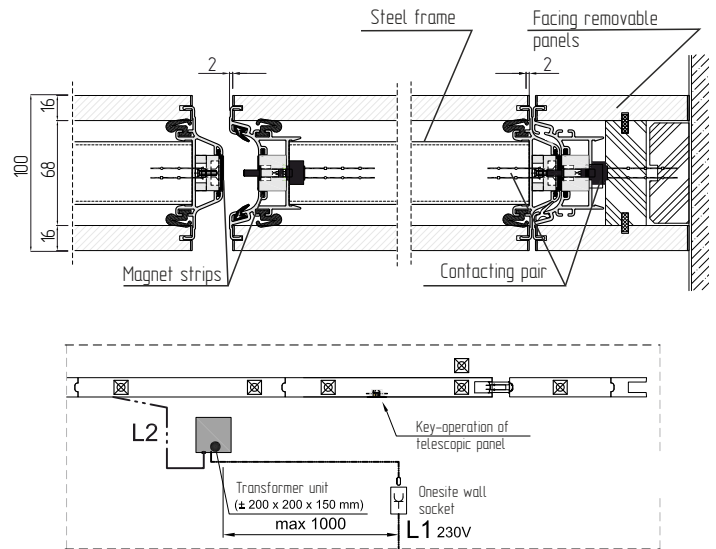 Steel frame
Facing removable
panels
2
2
16
100
68
16
Magnet strips
Contacting pair
L2
Key-operation of
telescopic panel
Transformer unit
(± 200 x 200 x 150 mm)
Onesite wall
socket
max 1000
L1 230V